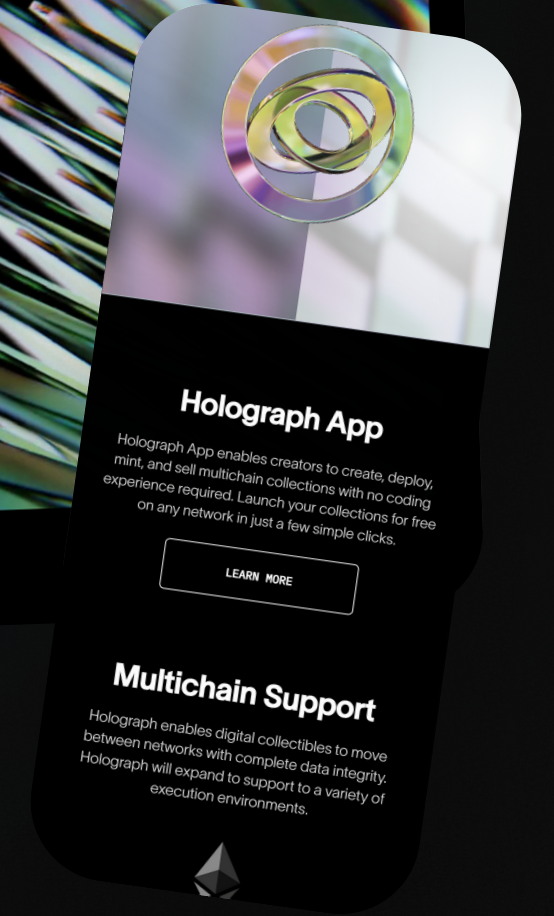 Holograph App
Holograph App enables creators to create, deploy,
mint, and sell multichain collections with no coding
experience required. Launch your collections for free
on any network in just a few simple clicks.
LEARN MORE
Multichain Support
Holograph enables digital collectibles to move
between networks with complete data integrity.
Holograph will expand to support to a variety of
execution environments.